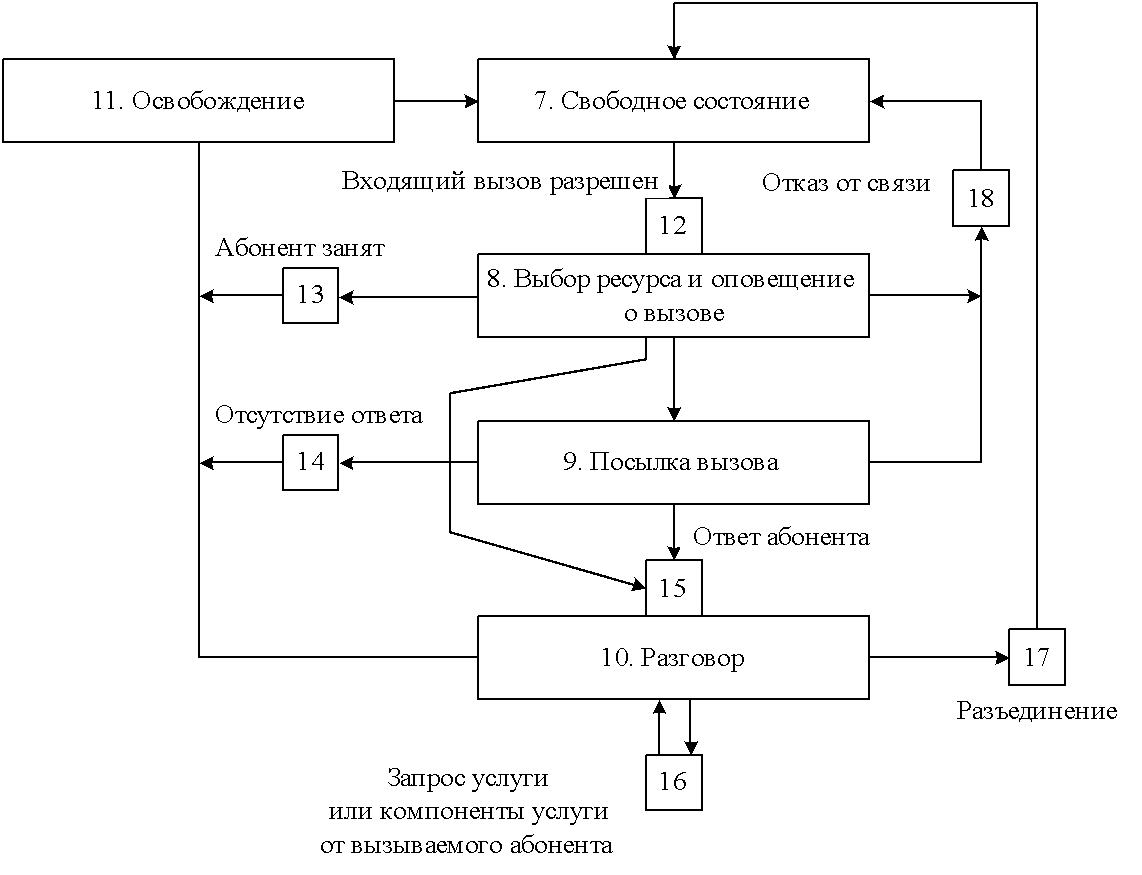 11. Освобождение
7. Свободное состояние
Входящий вызов разрешен
Отказ от связи
18
12
Абонент занят
13
8. Выбор ресурса и оповещение
о вызове
Отсутствие ответа
14
9. Посылка вызова
Ответ абонента
15
10. Разговор
17
Разъединение
16
Запрос услуги
или компоненты услуги
от вызываемого абонента